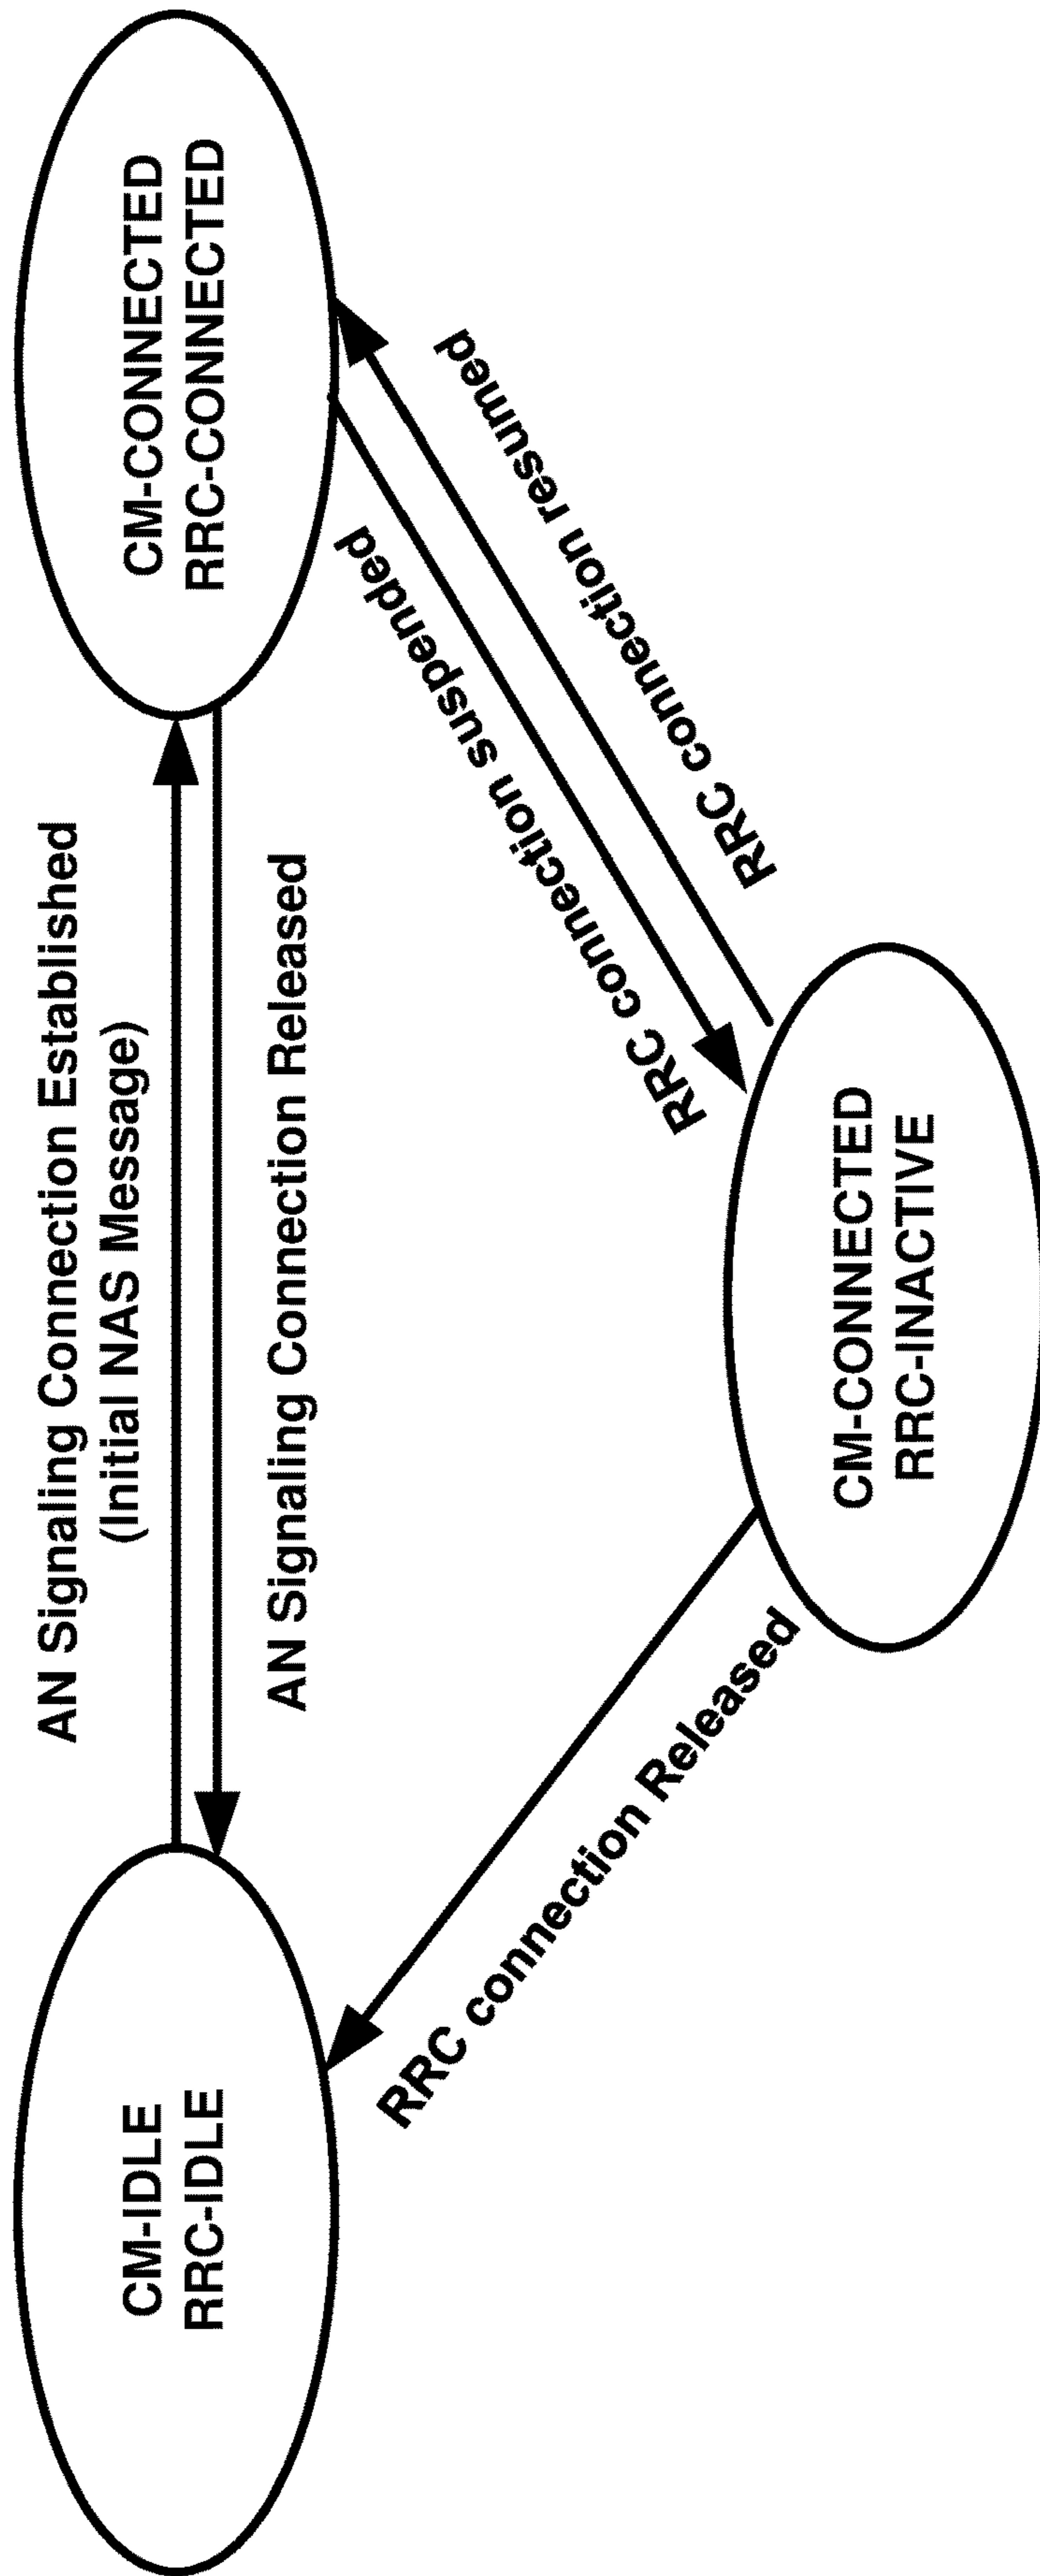 AN Signaling Connection Established
(Initial NAS Message)
CM-IDLE
RRC-IDLE
CM-CONNECTED
RRC-CONNECTED
AN Signaling Connection Released
RRC connection suspended
RRC connection resumed
RRC connection Released
CM-CONNECTED
RRC-INACTIVE